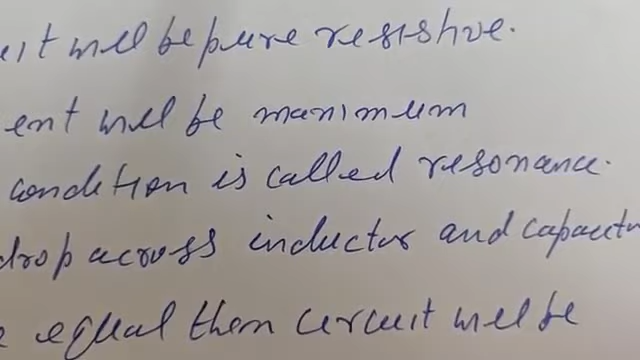 will be pure resistive.
ent will be maximum
condition is called resonance.
drop across inductor and capacit
equal then circuit will be